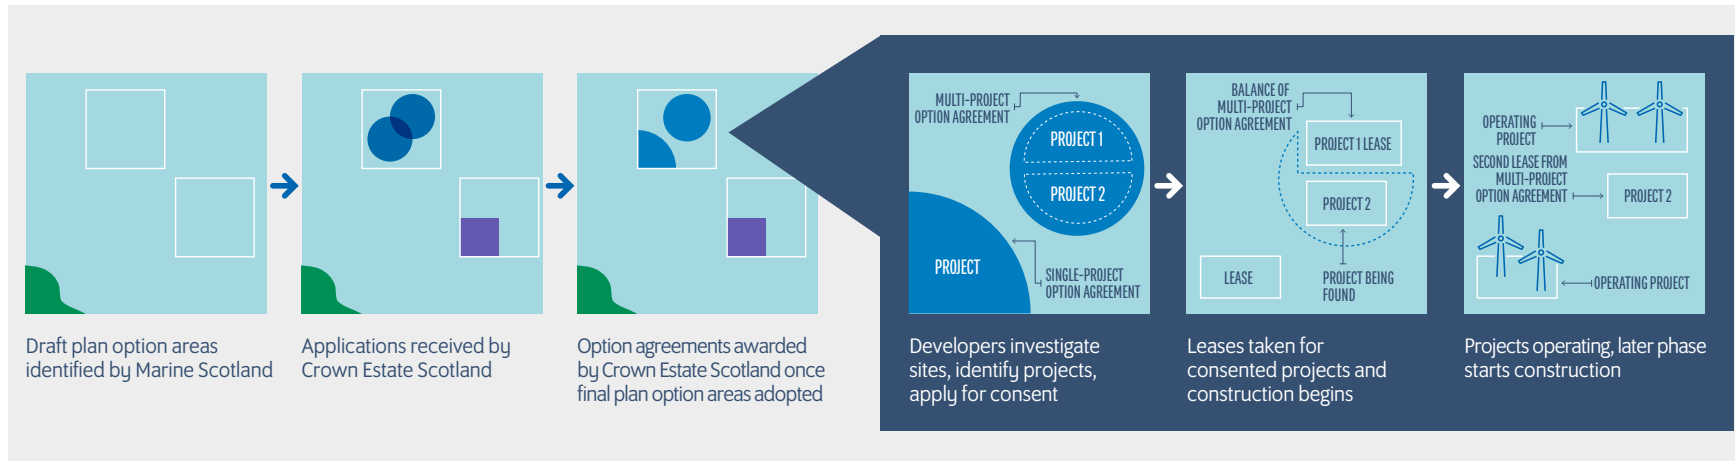 Draft plan option areas
identified by Marine Scotland
Applications received by
Crown Estate Scotland
Option agreements awarded
by Crown Estate Scotland once
final plan option areas adopted
MULTI-PROJECT
OPTION AGREEMENT
PROJECT 1
PROJECT 2
PROJECT
SINGLE-PROJECT
OPTION AGREEMENT
Developers investigate
sites, identify projects,
apply for consent
BALANCE OF
MULTI-PROJECT
OPTION AGREEMENT
PROJECT 1 LEASE
PROJECT 2
LEASE
PROJECT BEING
FOUND
Leases taken for
consented projects and
construction begins
OPERATING
PROJECT
SECOND LEASE FROM
MULTI-PROJECT
OPTION AGREEMENT
PROJECT 2
OPERATING PROJECT
Projects operating, later phase
starts construction